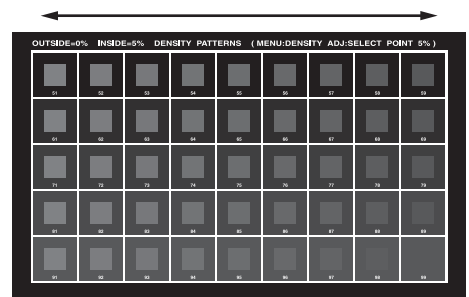 OUTSIDE=0% INSIDE=5% DENSITY PATTERNS (MENU:DENSITY ADJ:SELECT POINT 5%)
51 52 53 54 55 56 57 58 59
61 62 63 64 65 66 67 68 69
71 72 73 74 75 76 77 78 79
81 82 83 84 85 86 87 88 89
91 92 93 94 95 96 97 98 99